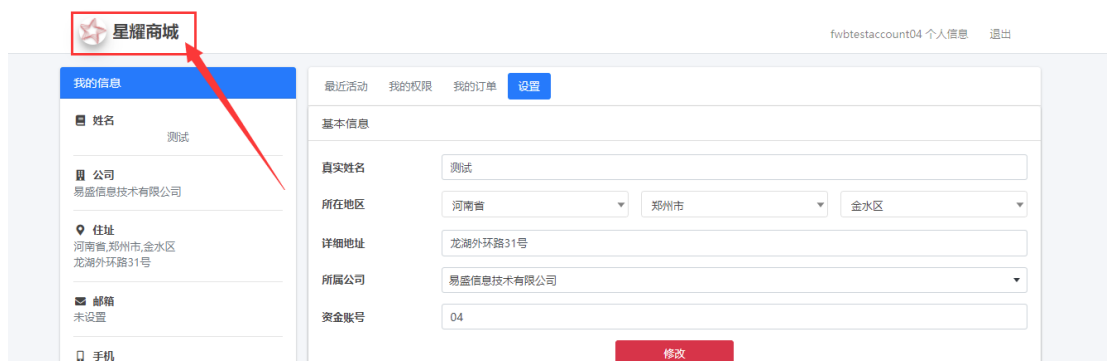 星耀商城
fwbtestaccount04 个人信息 退出
我的信息
姓名
测试
公司
易盛信息技术有限公司
住址
河南省,郑州市,金水区
龙湖外环路31号
邮箱
未设置
手机
最近活动 我的权限 我的订单 设置
基本信息
真实姓名 测试
所在地区 河南省 郑州市 金水区
详细地址 龙湖外环路31号
所属公司 易盛信息技术有限公司
资金账号 04
修改